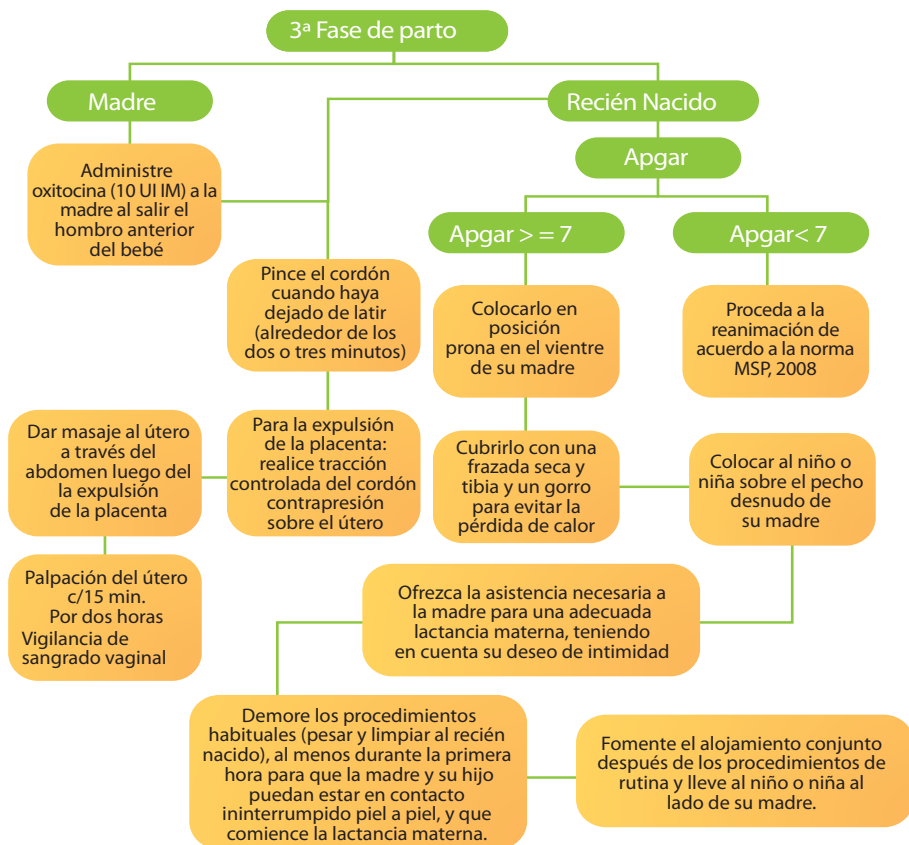 3ª Fase de parto
Madre
Recién Nacido
Apgar
Administre
oxitocina (10 UI IM) a la
madre al salir el
hombro anterior
del bebé
Apgar > = 7
Apgar< 7
Pince el cordón
cuando haya
dejado de latir
(alrededor de los
dos o tres minutos)
Colocarlo en
posición
prona en el vientre
de su madre
Proceda a la
reanimación de
acuerdo a la norma
MSP, 2008
Dar masaje al útero
a través del
abdomen luego del
la expulsión
de la placenta
Para la expulsión
de la placenta:
realice tracción
controlada del cordón
contrapresión
sobre el útero
Cubrirlo con una
frazada seca y
tibia y un gorro
para evitar la
pérdida de calor
Colocar al niño o
niña sobre el pecho
desnudo de
su madre
Palpación del útero
c/15 min.
Por dos horas
Vigilancia de
sangrado vaginal
Ofrezca la asistencia necesaria a
la madre para una adecuada
lactancia materna, teniendo
en cuenta su deseo de intimidad
Demore los procedimientos
habituales (pesar y limpiar al recién
nacido), al menos durante la primera
hora para que la madre y su hijo
puedan estar en contacto
ininterrumpido piel a piel, y que
comience la lactancia materna.
Fomente el alojamiento conjunto
después de los procedimientos de
rutina y lleve al niño o niña al
lado de su madre.